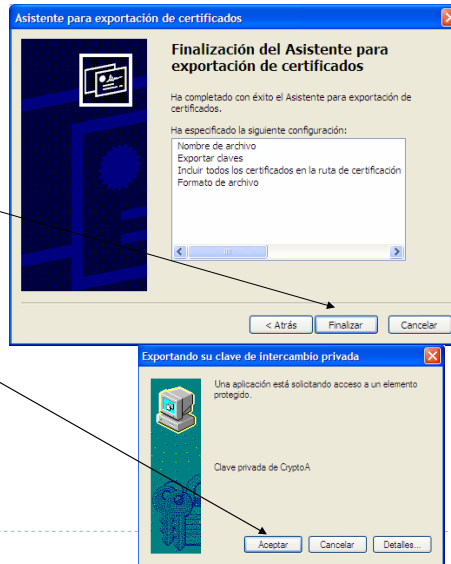 Asistente para exportación de certificados
Finalización del Asistente para
exportación de certificados
Ha completado con éxito el Asistente para exportación de
certificados.
Ha especificado la siguiente configuración:
Nombre de archivo
Exportar claves
Incluir todos los certificados en la ruta de certificación
Formato de archivo
< Atrás
Finalizar
Cancelar
Exportando su clave de intercambio privada
Una aplicación está solicitando acceso a un elemento
protegido.
Clave privada de CryptoA
Aceptar
Cancelar
Detalles...